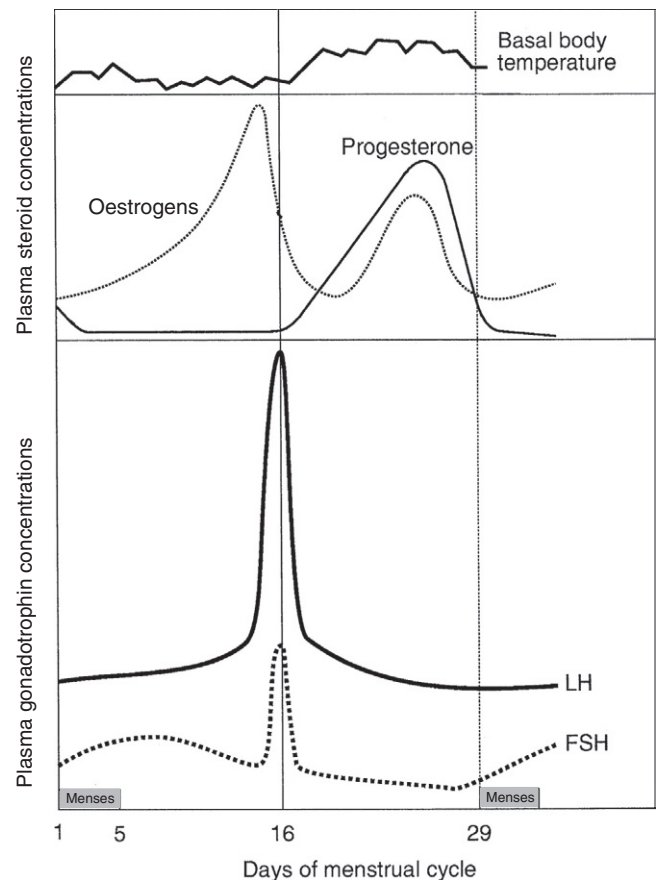 Basal body
temperature
Plasma steroid concentrations
Progesterone
Oestrogens
Plasma gonadotrophin concentrations
LH
FSH
Menses
Menses
1 5 16 29
Days of menstrual cycle